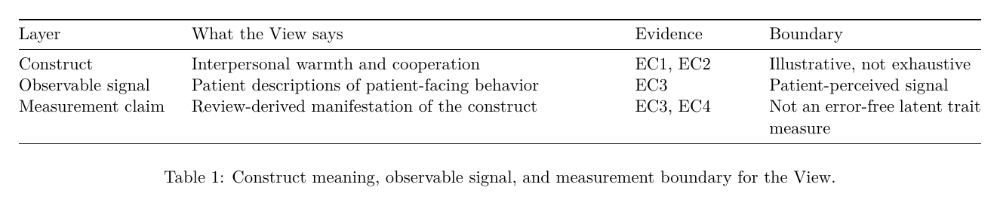 Layer What the View says Evidence Boundary
Construct Interpersonal warmth and cooperation EC1, EC2 Illustrative, not exhaustive
Observable signal Patient descriptions of patient-facing behavior EC3 Patient-perceived signal
Measurement claim Review-derived manifestation of the construct EC3, EC4 Not an error-free latent trait
measure
Table 1: Construct meaning, observable signal, and measurement boundary for the View.